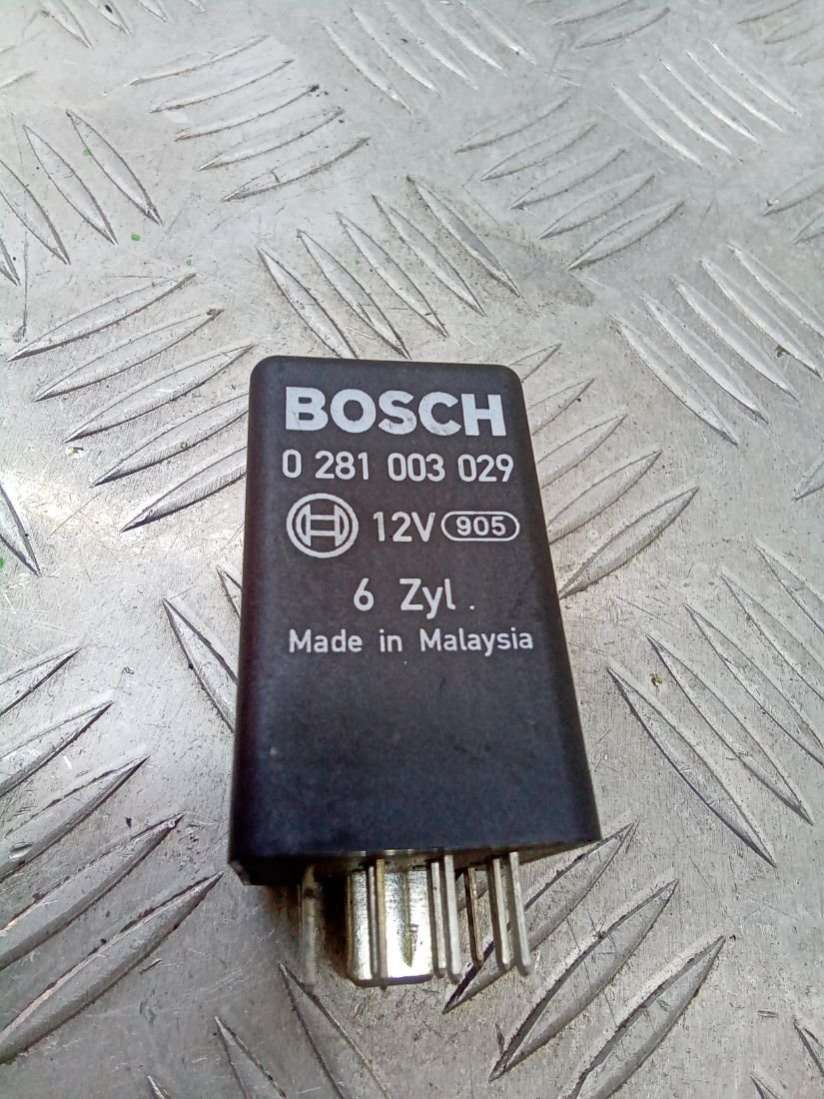 BOSCH
0 281 003 029
12V 905
6 Zyl.
Made in Malaysia